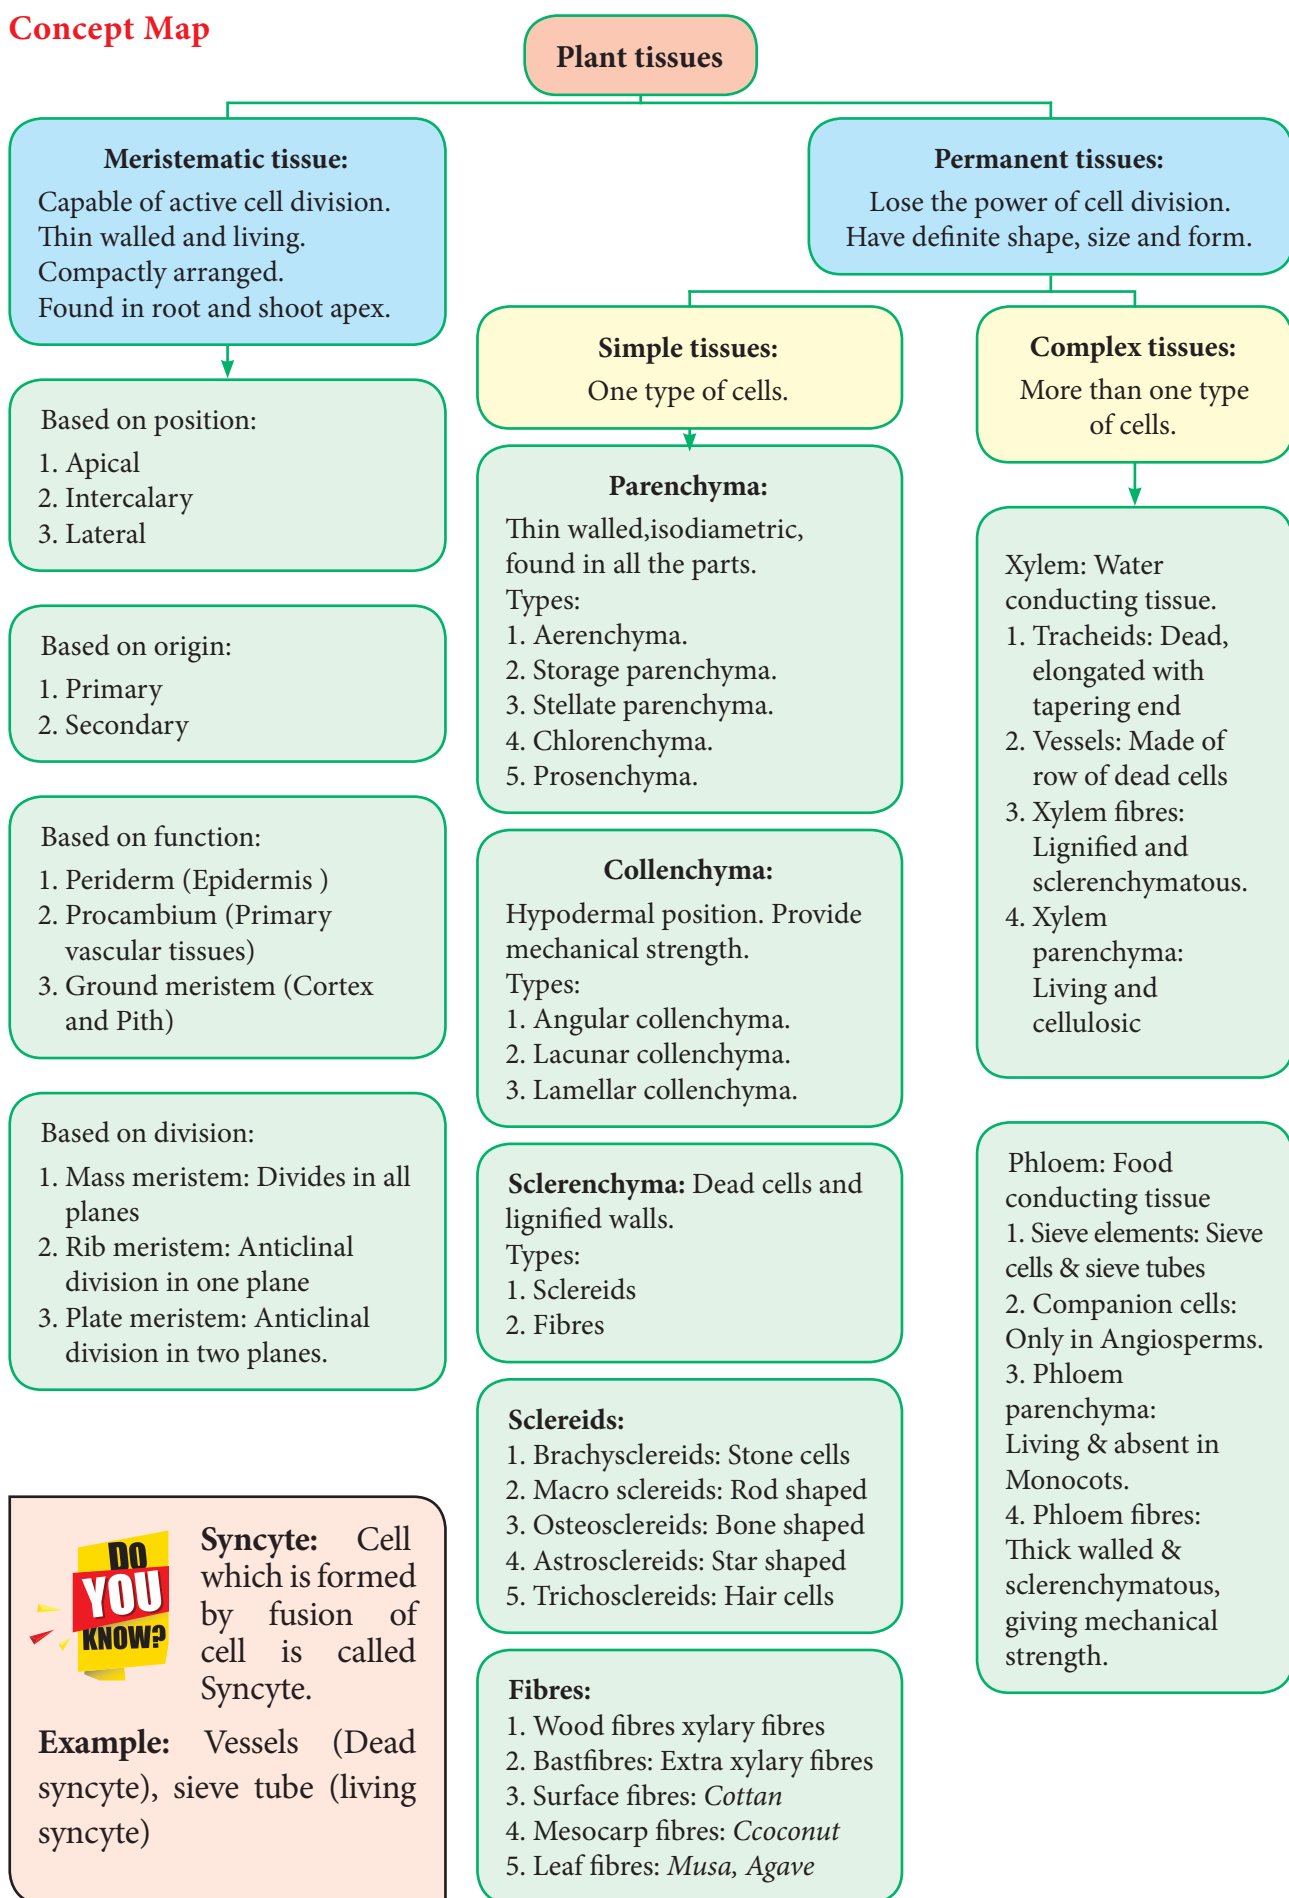 Concept Map
Plant tissues
Meristematic tissue:
Capable of active cell division.
Thin walled and living.
Compactly arranged.
Found in root and shoot apex.
Based on position:
1. Apical
2. Intercalary
3. Lateral
Based on origin:
1. Primary
2. Secondary
Based on function:
1. Periderm (Epidermis )
2. Procambium (Primary
vascular tissues)
3. Ground meristem (Cortex
and Pith)
Based on division:
1. Mass meristem: Divides in all
planes
2. Rib meristem: Anticlinal
division in one plane
3. Plate meristem: Anticlinal
division in two planes.
Permanent tissues:
Lose the power of cell division.
Have definite shape, size and form.
Simple tissues:
One type of cells.
Parenchyma:
Thin walled,isodiametric,
found in all the parts.
Types:
1. Aerenchyma.
2. Storage parenchyma.
3. Stellate parenchyma.
4. Chlorenchyma.
5. Prosenchyma.
Collenchyma:
Hypodermal position. Provide
mechanical strength.
Types:
1. Angular collenchyma.
2. Lacunar collenchyma.
3. Lamellar collenchyma.
Sclerenchyma: Dead cells and
lignified walls.
Types:
1. Sclereids
2. Fibres
Sclereids:
1. Brachysclereids: Stone cells
2. Macro sclereids: Rod shaped
3. Osteosclereids: Bone shaped
4. Astrosclereids: Star shaped
5. Trichosclereids: Hair cells
Fibres:
1. Wood fibres xylary fibres
2. Bastfibres: Extra xylary fibres
3. Surface fibres: Cottan
4. Mesocarp fibres: Ccoconut
5. Leaf fibres: Musa, Agave
Complex tissues:
More than one type
of cells.
Xylem: Water
conducting tissue.
1. Tracheids: Dead,
elongated with
tapering end
2. Vessels: Made of
row of dead cells
3. Xylem fibres:
Lignified and
sclerenchymatous.
4. Xylem
parenchyma:
Living and
cellulosic
Phloem: Food
conducting tissue
1. Sieve elements: Sieve
cells & sieve tubes
2. Companion cells:
Only in Angiosperms.
3. Phloem
parenchyma:
Living & absent in
Monocots.
4. Phloem fibres:
Thick walled &
sclerenchymatous,
giving mechanical
strength.
DO
YOU
KNOW?
Syncyte: Cell
which is formed
by fusion of
cell is called
Syncyte.
Example: Vessels (Dead
syncyte), sieve tube (living
syncyte)